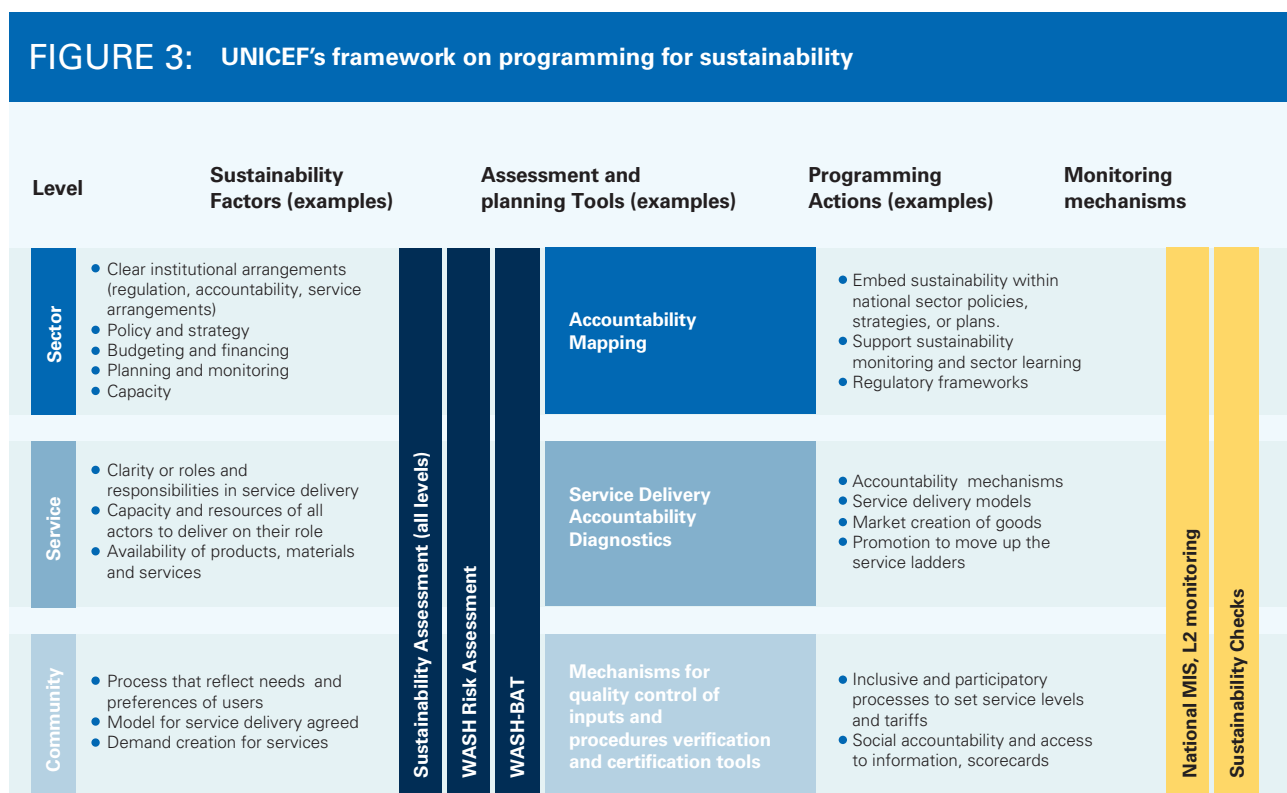 FIGURE 3: UNICEF's framework on programming for sustainability
Level
Sustainability
Factors (examples)
Assessment and
planning Tools (examples)
Programming
Actions (examples)
Monitoring
mechanisms
Sector
● Clear institutional arrangements
(regulation, accountability, service
arrangements)
● Policy and strategy
● Budgeting and financing
● Planning and monitoring
● Capacity
Accountability
Mapping
● Embed sustainability within
national sector policies,
strategies, or plans.
● Support sustainability
monitoring and sector learning
● Regulatory frameworks
Service
● Clarity or roles and
responsibilities in service delivery
● Capacity and resources of all
actors to deliver on their role
● Availability of products, materials
and services
Service Delivery
Accountability
Diagnostics
● Accountability mechanisms
● Service delivery models
● Market creation of goods
● Promotion to move up the
service ladders
Community
● Process that reflect needs and
preferences of users
● Model for service delivery agreed
● Demand creation for services
Mechanisms for
quality control of
inputs and
procedures verification
and certification tools
● Inclusive and participatory
processes to set service levels
and tariffs
● Social accountability and access
to information, scorecards
Sustainability Assessment (all levels)
WASH Risk Assessment
WASH-BAT
National MIS, L2 monitoring
Sustainability Checks